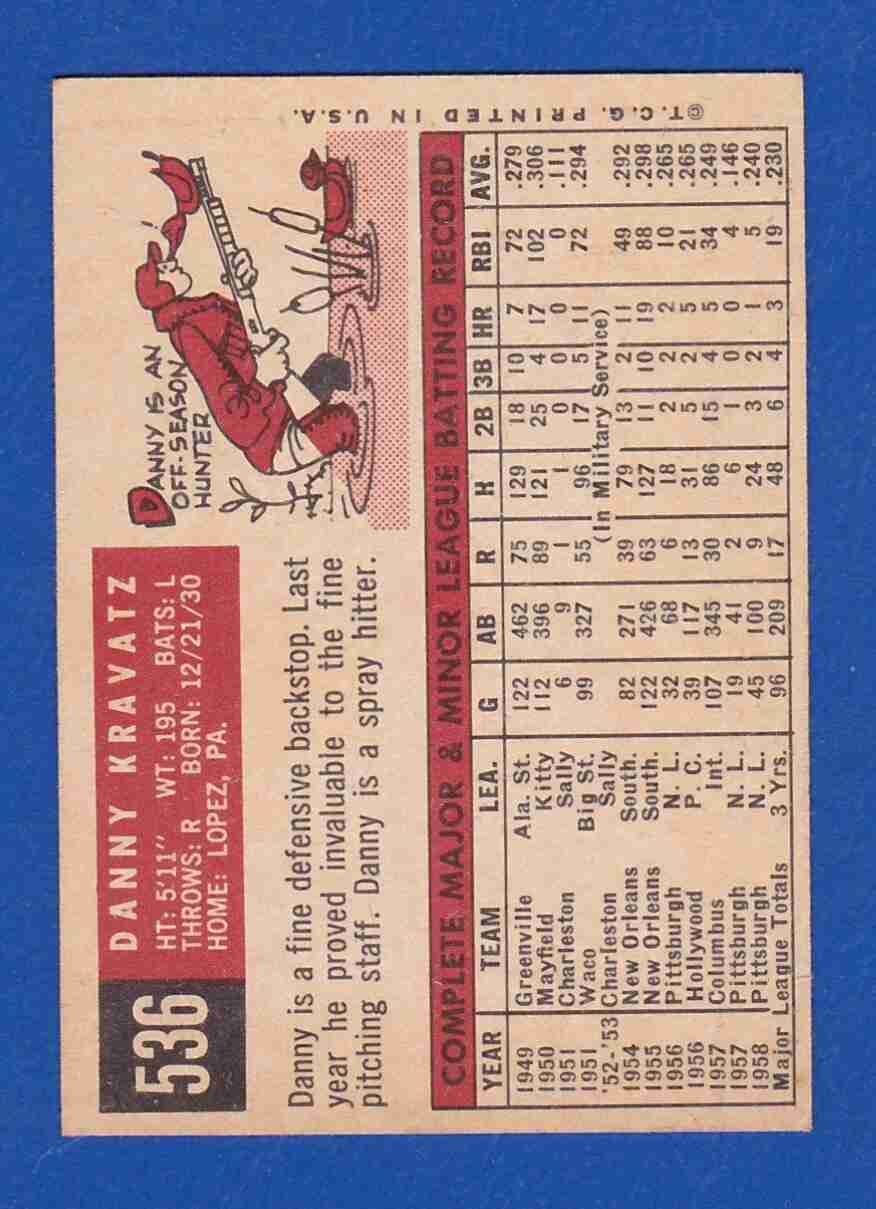 536
DANNY KRAVATZ
HT: 5'11" WT: 195 BATS: L
THROWS: R BORN: 12/21/30
HOME: LOPEZ, PA.
DANNY IS AN
OFF-SEASON
HUNTER
Danny is a fine defensive backstop. Last
year he proved invaluable to the fine
pitching staff. Danny is a spray hitter.
COMPLETE MAJOR & MINOR LEAGUE BATTING RECORD
YEAR TEAM LEA. G AB R H 2B 3B HR RBI AVG.
1949 Greenville Ala. St. 122 462 75 129 18 10 7 72 .279
1950 Mayfield Kitty 112 396 89 121 25 4 17 102 .306
1951 Charleston Sally 6 9 1 1 0 0 0 0 .111
1951 Waco Big St. 99 327 55 96 17 5 11 72 .294
'52-'53 Charleston Sally (In Military Service)
1954 New Orleans South. 82 271 39 79 13 2 11 49 .292
1955 New Orleans South. 122 426 63 127 11 10 19 88 .298
1956 Pittsburgh N. L. 32 68 6 18 2 2 2 10 .265
1956 Hollywood P. C. 39 117 13 31 5 2 5 21 .265
1957 Columbus Int. 107 345 30 86 15 4 5 34 .249
1957 Pittsburgh N. L. 19 41 2 6 1 0 0 4 .146
1958 Pittsburgh N. L. 45 100 9 24 3 2 1 5 .240
Major League Totals 3 Yrs. 96 209 17 48 6 4 3 19 .230
© T. C. G. PRINTED IN U.S.A.